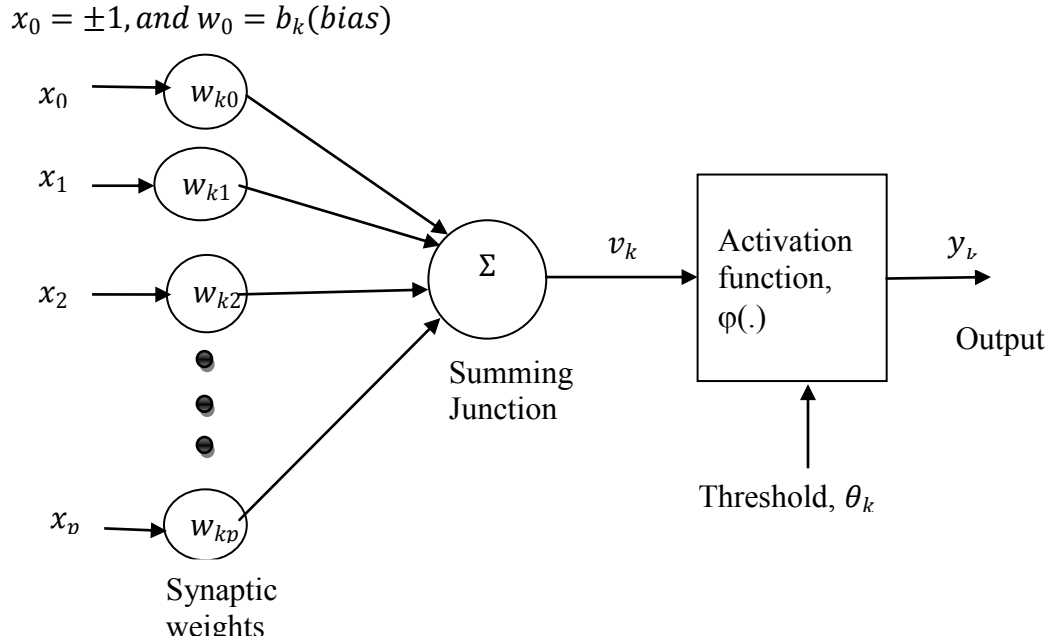 x₀ = ±1, and w₀ = bₖ(bias)
x₀
wₖ₀
x₁
wₖ₁
x₂
wₖ₂
xₚ
wₖₚ
Synaptic
weights
Σ
Summing
Junction
vₖ
Activation
function,
φ(.)
Threshold, θₖ
yₖ
Output